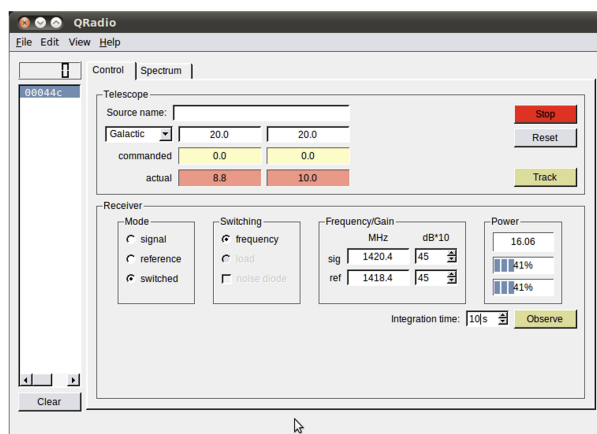 QRadio
File Edit View Help
0
00044c
Clear
Control Spectrum
Telescope
Source name:
Stop
Galactic 20.0 20.0
Reset
commanded 0.0 0.0
actual 8.8 10.0
Track
Receiver
Mode
signal
reference
switched
Switching
frequency
load
noise diode
Frequency/Gain
MHz dB*10
sig 1420.4 45
ref 1418.4 45
Power
16.06
41%
41%
Integration time: 10 s Observe